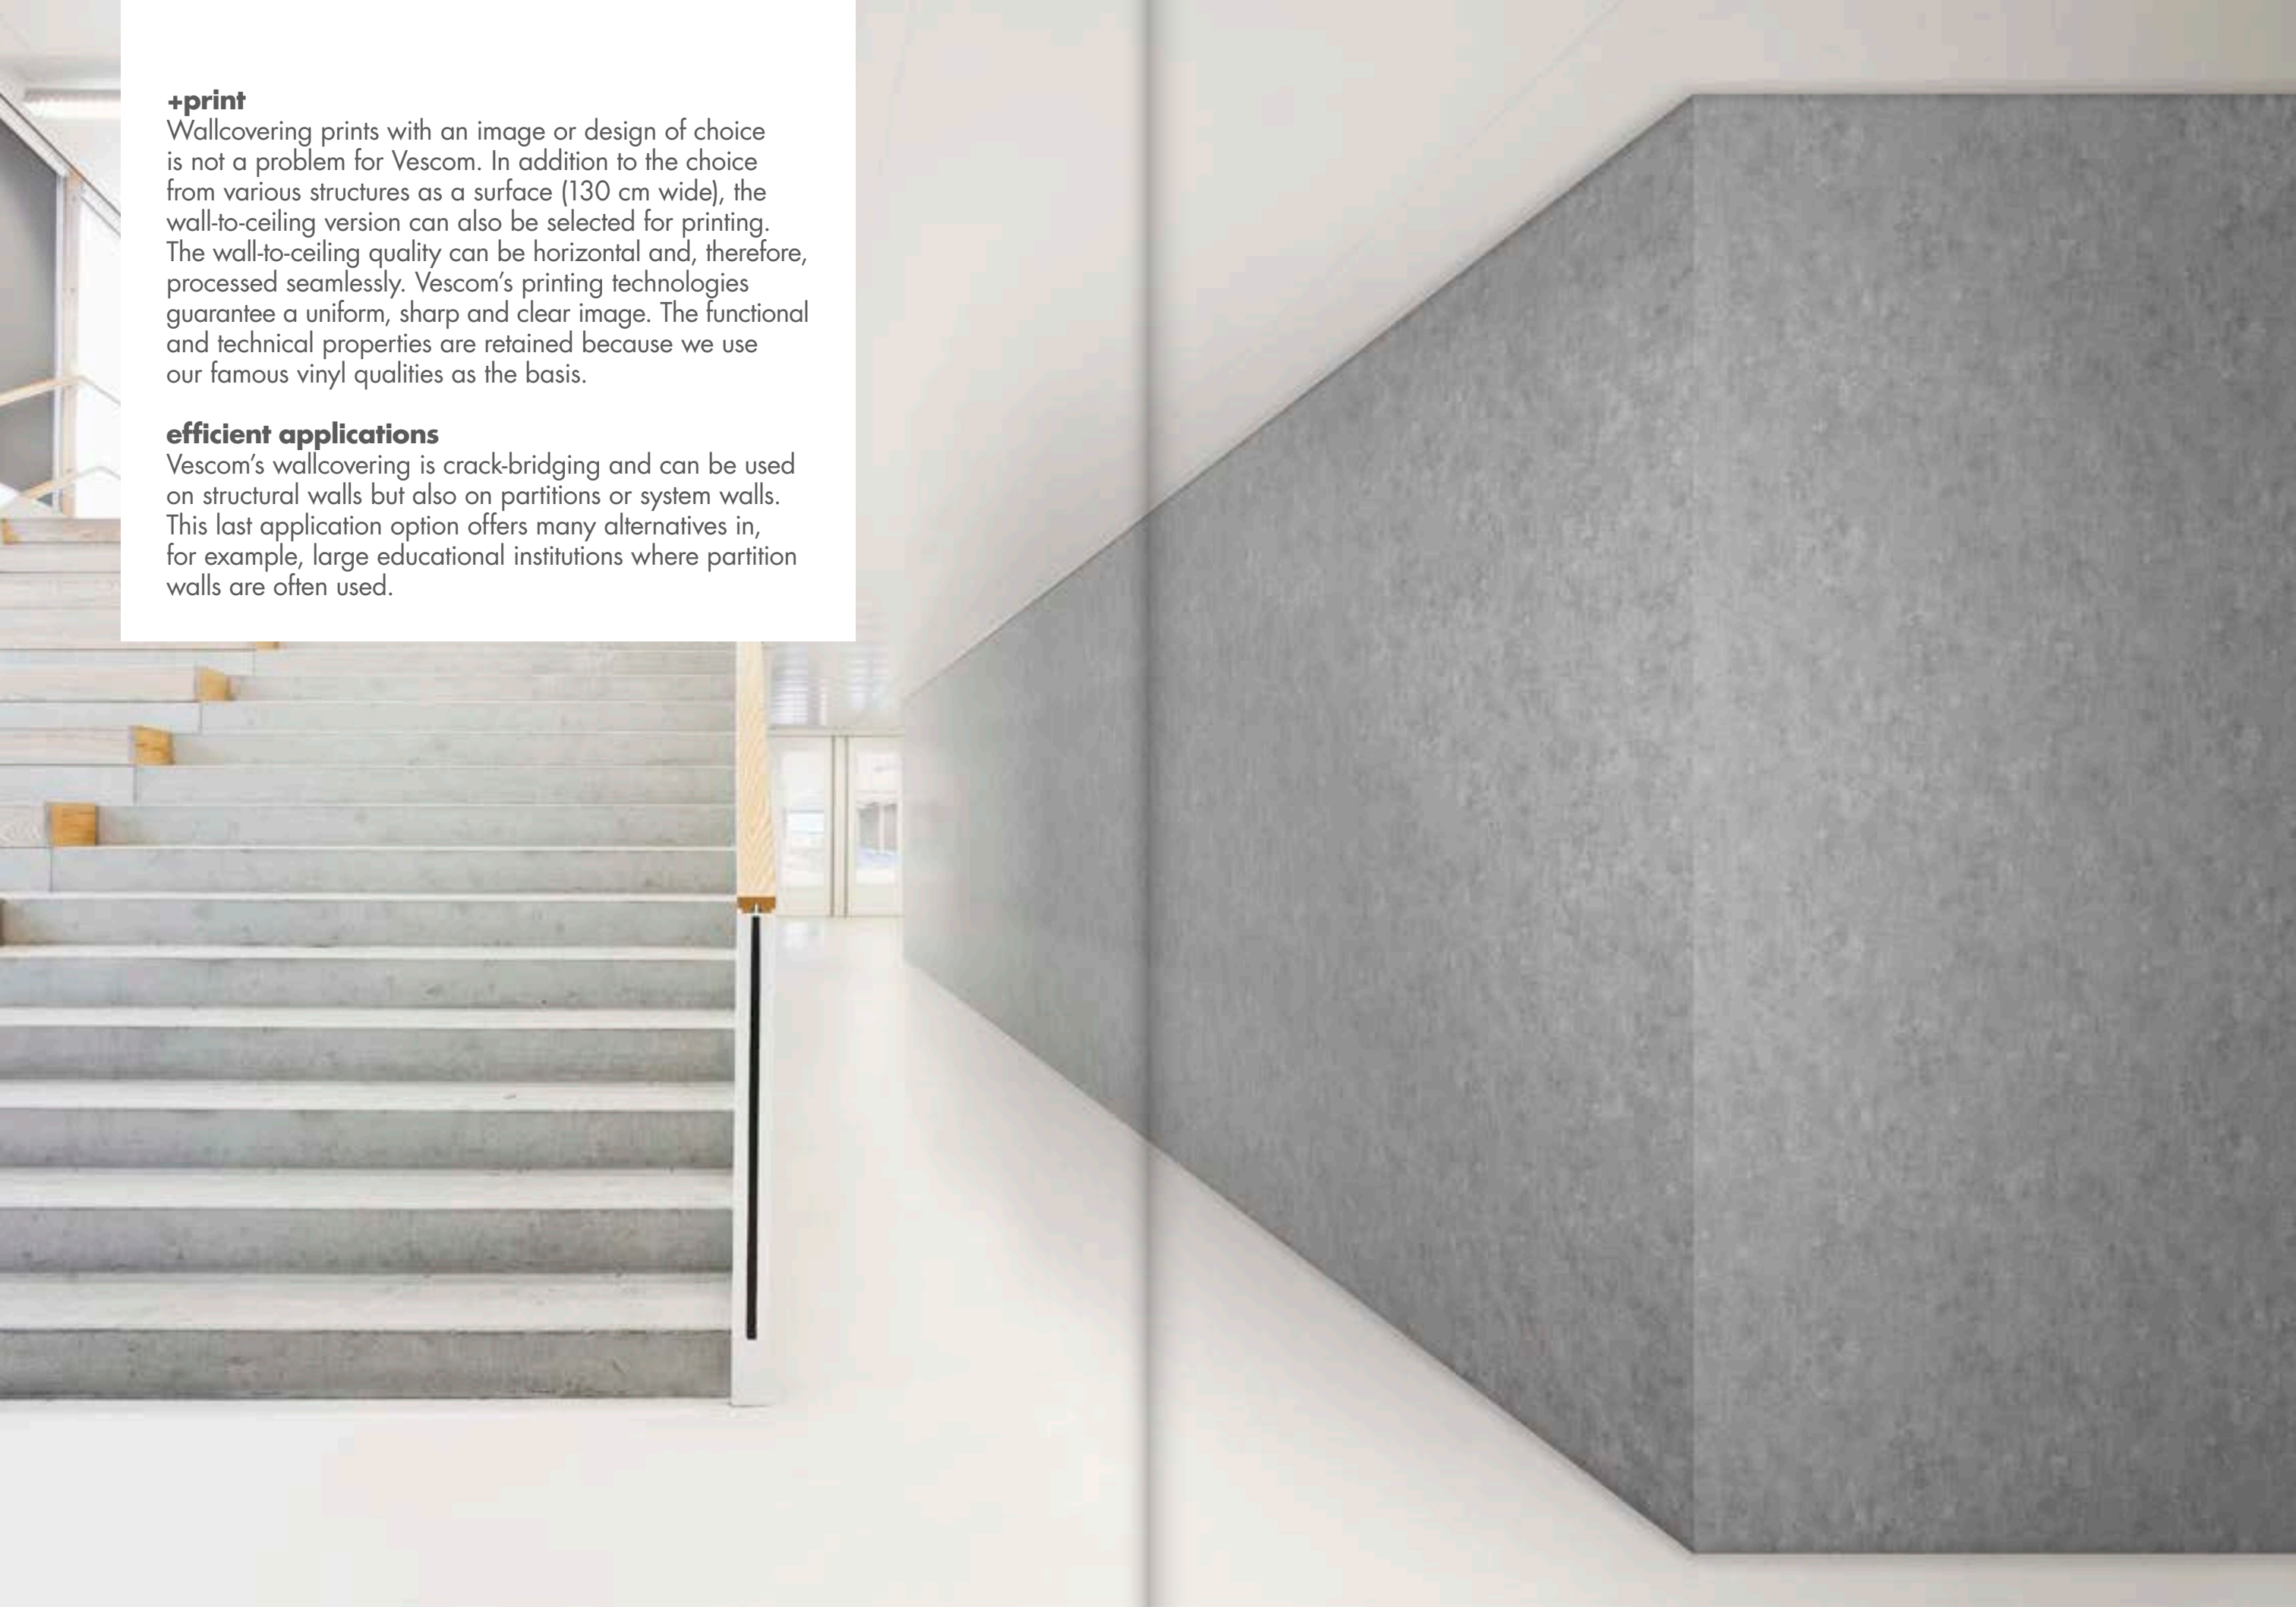 +print
Wallcovering prints with an image or design of choice
is not a problem for Vescom. In addition to the choice
from various structures as a surface (130 cm wide), the
wall-to-ceiling version can also be selected for printing.
The wall-to-ceiling quality can be horizontal and, therefore,
processed seamlessly. Vescom’s printing technologies
guarantee a uniform, sharp and clear image. The functional
and technical properties are retained because we use
our famous vinyl qualities as the basis.
efficient applications
Vescom’s wallcovering is crack-bridging and can be used
on structural walls but also on partitions or system walls.
This last application option offers many alternatives in,
for example, large educational institutions where partition
walls are often used.